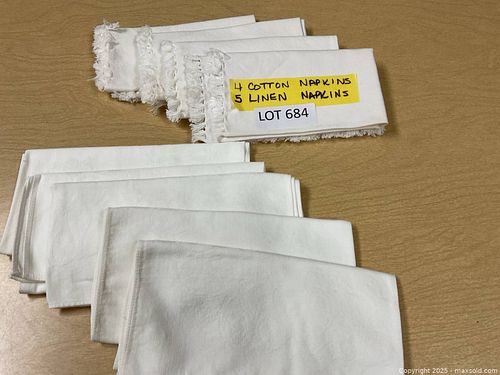 4 COTTON NAPKINS
5 LINEN NAPKINS
LOT 684
Copyright 2025 - maxsold.com